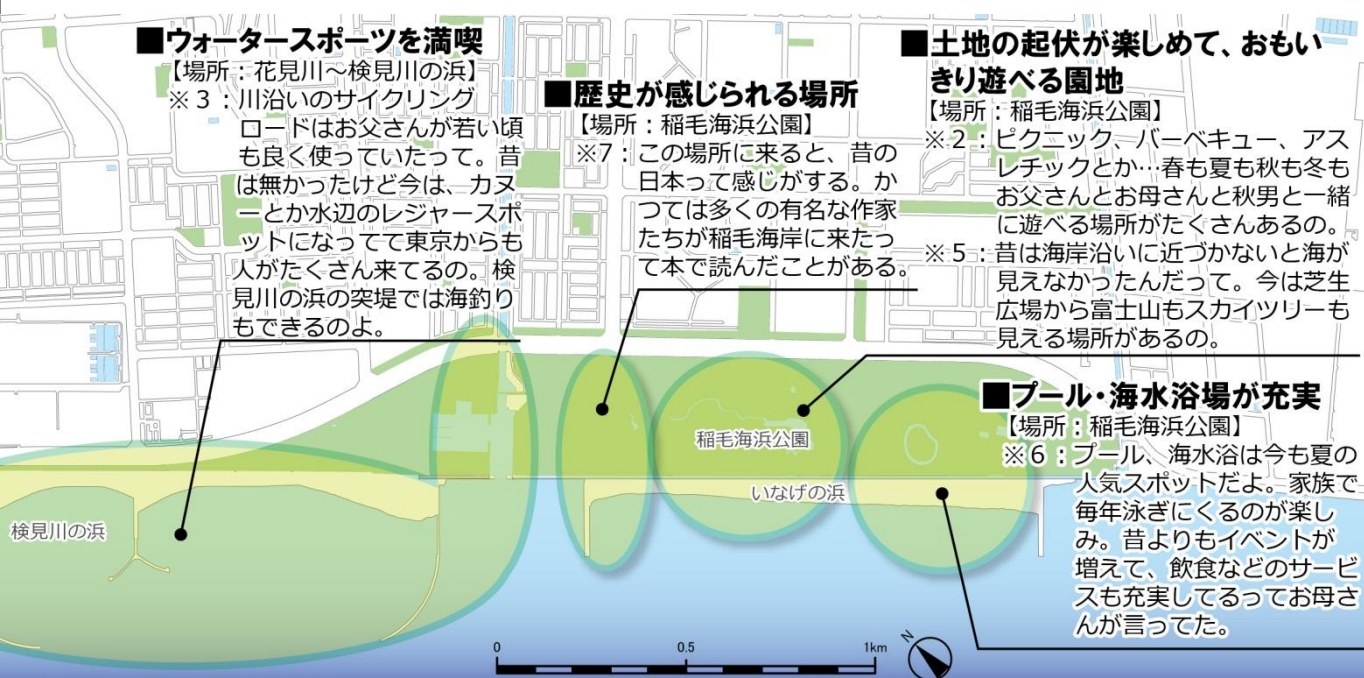 ■ウォータースポーツを満喫
【場所：花見川～検見川の浜】
※３：川沿いのサイクリング
ロードはお父さんが若い頃
も良く使っていたって。昔
は無かったけど今は、カヌ
ーとか水辺のレジャースポ
ットになってて東京からも
人がたくさん来てるの。検
見川の浜の突堤では海釣り
もできるのよ。
■歴史が感じられる場所
【場所：稲毛海浜公園】
※7：この場所に来ると、昔の
日本って感じがする。か
つては多くの有名な作家
たちが稲毛海岸に来たっ
て本で読んだことがある。
■土地の起伏が楽しめて、おもい
きり遊べる園地
【場所：稲毛海浜公園】
※２：ピクニック、バーベキュー、アス
レチックとか…春も夏も秋も冬も
お父さんとお母さんと秋男と一緒
に遊べる場所がたくさんあるの。
※５：昔は海岸沿いに近づかないと海が
見えなかったんだって。今は芝生
広場から富士山もスカイツリーも
見える場所があるの。
■プール・海水浴場が充実
【場所：稲毛海浜公園】
※６：プール、海水浴は今も夏の
人気スポットだよ。家族で
毎年泳ぎにくるのが楽し
み。昔よりもイベントが
増えて、飲食などのサービ
スも充実してるってお母さ
んが言ってた。
稲毛海浜公園
いなげの浜
検見川の浜
0 0.5 1km
N